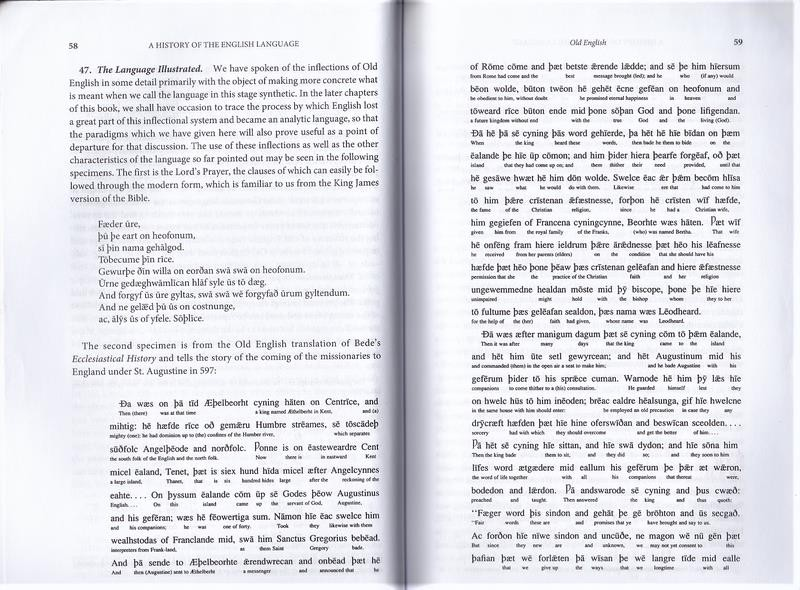 58
A HISTORY OF THE ENGLISH LANGUAGE
47. The Language Illustrated. We have spoken of the inflections of Old
English in some detail primarily with the object of making more concrete what
is meant when we call the language in this stage synthetic. In the later chapters
of this book, we shall have occasion to trace the process by which English lost
a great part of this inflectional system and became an analytic language, so that
the paradigms which we have given here will also prove useful as a point of
departure for that discussion. The use of these inflections as well as the other
characteristics of the language so far pointed out may be seen in the following
specimens. The first is the Lord's Prayer, the clauses of which can easily be fol-
lowed through the modern form, which is familiar to us from the King James
version of the Bible.
Fæder ūre,
þū þe eart on heofonum,
sī þīn nama gehālgod.
Tōbecume þīn rīce.
Gewurþe ðīn willa on eorðan swā swā on heofonum.
Ūrne gedæghwāmlīcan hlāf syle ūs tō dæg.
And forgyf ūs ūre gyltas, swā swā wē forgyfað ūrum gyltendum.
And ne gelǣd þū ūs on costnunge,
ac, ālȳs ūs of yfele. Sōþlīce.
The second specimen is from the Old English translation of Bede's
Ecclesiastical History and tells the story of the coming of the missionaries to
England under St. Augustine in 597:
Ða wæs on þā tīd Æþelbeorht cyning hāten on Centrīce, and
Then (there) was at time a king named Æthelberht in Kent, and (a)
mihtig: hē hæfde rīce oð gemǣru Humbre strēames, sē tōscādeþ
mighty (one): he had dominion up to (the) confines of the Humber river, which separates
sūðfolc Angelþēode and norðfolc. Þonne is on ēasteweardre Cent
the south folk of the English and the north folk. Now there is in eastward Kent
micel ēaland, Tenet, þæt is siex hund hīda micel æfter Angelcynnes
a large island, Thanet, that is six hundred hides large after the reckoning of the
eahte. . . . On þyssum ēalande cōm ūp sē Godes þēow Augustinus
English. . . . On this island came up the servant of God, Augustine,
and his gefēran; wæs hē fēowertiga sum. Nāmon hīe ēac swelce him
and his companions; he was one of forty. Took they likewise with them
wealhstodas of Franclande mid, swā him Sanctus Gregorius bebēad.
interpreters from Frank-land, as them Saint Gregory bade.
And þā sende to Æþelbeorhte ǣrendwrecan and onbēad þæt hē
And then (Augustine) sent to Æthelberht a messenger and announced that he
Old English
59
of Rōme cōme and þæt betste ǣrende lǣdde; and sē þe him hīersum
from Rome had come and the best message brought (led); and he who (if any) would
bēon wolde, būton twēon hē gehēt ēcne gefēan on heofonum and
be obedient to him, without doubt he promised eternal happiness in heaven and
tōweard rīce būton ende mid þone sōþan God and þone lifigendan.
a future kingdom without end with the true God and the living (God).
Ðā hē þā sē cyning þās word gehīerde, þa hēt hē hīe bīdan on þæm
When the king heard these words, then bade he them to bide on the
ēalande þe hīe ūp cōmon; and him þider hiera þearfe forgēaf, oð þæt
island that they had come up on; and them thither their need provided, until that
hē gesāwe hwæt hē him dōn wolde. Swelce ēac ǣr þǣm becōm hlīsa
he saw what he would do with them. Likewise ere that had come to him
tō him þǣre crīstenan ǣfæstnesse, forþon hē crīsten wīf hæfde,
the fame of the Christian religion, since he had a Christian wife,
him gegiefen of Francena cyningcynne, Beorhte wæs hāten. Þæt wīf
given him from the royal family of the Franks, (who) was named Bertha. That wife
hē onfēng fram hiere ieldrum þǣre ārǣdnesse þæt hēo his lēafnesse
he received from her parents (elders) on the condition that she should have his
hæfde þæt hēo þone þēaw þæs crīstenan gelēafan and hiere ǣfæstnesse
permission that she the practice of the Christian faith and her religion
ungewemmedne healdan mōste mid þȳ biscope, þone þe hīe hiere
unimpaired might hold with the bishop whom they to her
tō fultume þæs gelēafan sealdon, þæs nama wæs Lēodheard.
for the help of the (her) faith had given, whose name was Leodheard.
Ðā wæs æfter manigum dagum þæt sē cyning cōm tō þǣm ēalande,
Then it was after many days that the king came to the island
and hēt him ūte setl gewyrcean; and hēt Augustinum mid his
and commanded (them) in the open air a seat to make him; and he bade Augustine with his
gefērum þider tō his sprǣce cuman. Warnode hē him þȳ lǣs hīe
companions to come thither to a (his) consultation. He guarded himself lest they
on hwelc hūs tō him inēoden; brēac ealdre hēalsunga, gif hīe hwelcne
in the same house with him should enter: he employed an old precaution in case they any
drȳcræft hæfden þæt hīe hine oferswīðan and beswīcan sceolden. . . .
sorcery had with which they should overcome and get the better of him. . . .
Þā hēt sē cyning hīe sittan, and hīe swā dydon; and hīe sōna him
Then the king bade them to sit, and they did so; and they soon to him
līfes word ætgædere mid eallum his gefērum þe þǣr æt wǣron,
the word of life together with all his companions that thereat were,
bodedon and lǣrdon. Þā andswarode sē cyning and þus cwæð:
preached and taught. Then answered the king and thus quoth:
"Fæger word þis sindon and gehāt þe gē brōhton and ūs secgað.
"Fair words these are and promises that ye have brought and say to us.
Ac forðon hīe nīwe sindon and uncūðe, ne magon wē nū gēn þæt
But since they new are and unknown, we may not yet consent to this
þafian þæt wē forlǣten þā wīsan þe wē langre tīde mid ealle
that we give up the ways that we longtime with all